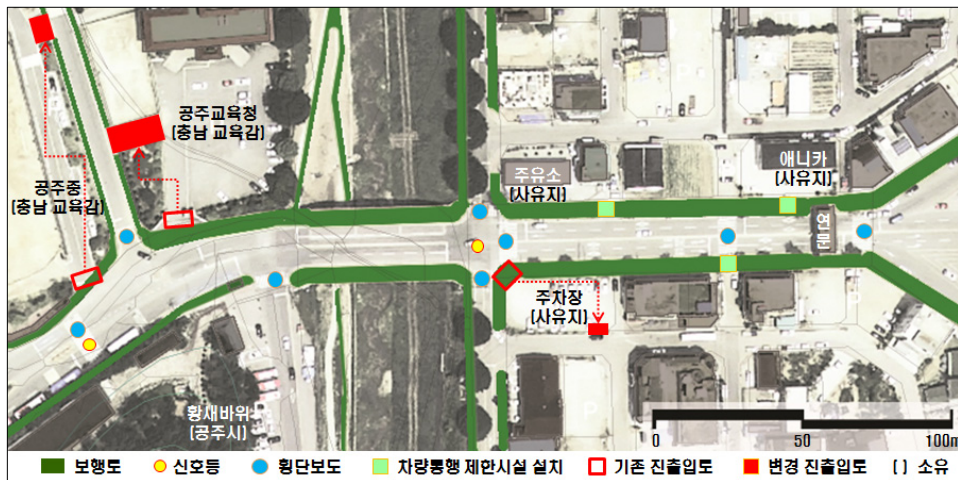 공주교육청
(충남 교육감)
공주중
(충남 교육감)
주유소
(사유지)
애니카
(사유지)
연문
주차장
(사유지)
황새바위
(공주시)
P
0 50 100m
보행로 신호등 횡단보도 차량통행 제한시설 설치 기존 진출입로 변경 진출입로 ( ) 소유